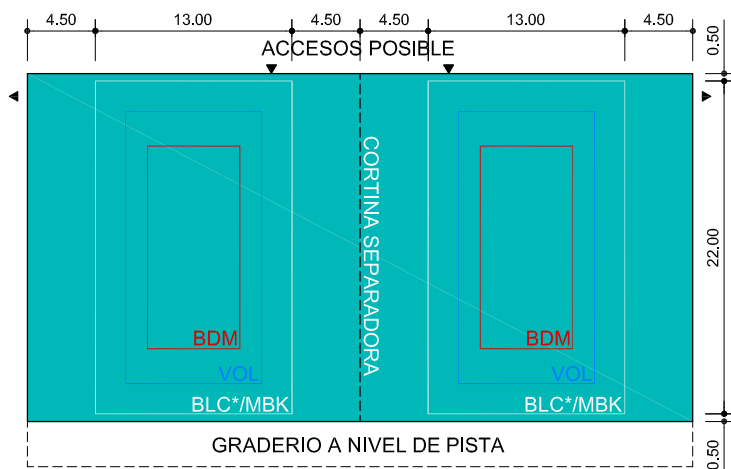 4.50 13.00 4.50 4.50 13.00 4.50
0.50
ACCESOS POSIBLE
CORTINA SEPARADORA
22.00
BDM BDM
VOL VOL
BLC*/MBK BLC*/MBK
GRADERIO A NIVEL DE PISTA
0.50